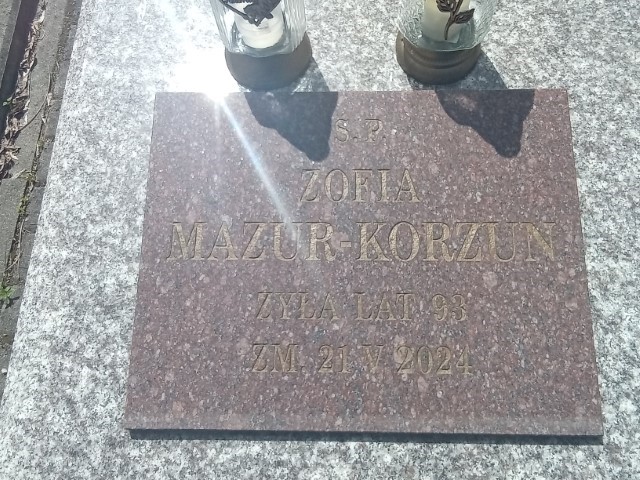 Ś.P.
ZOFIA
MAZUR-KORZUN
ŻYŁA LAT 93
ZM. 21 V 2024